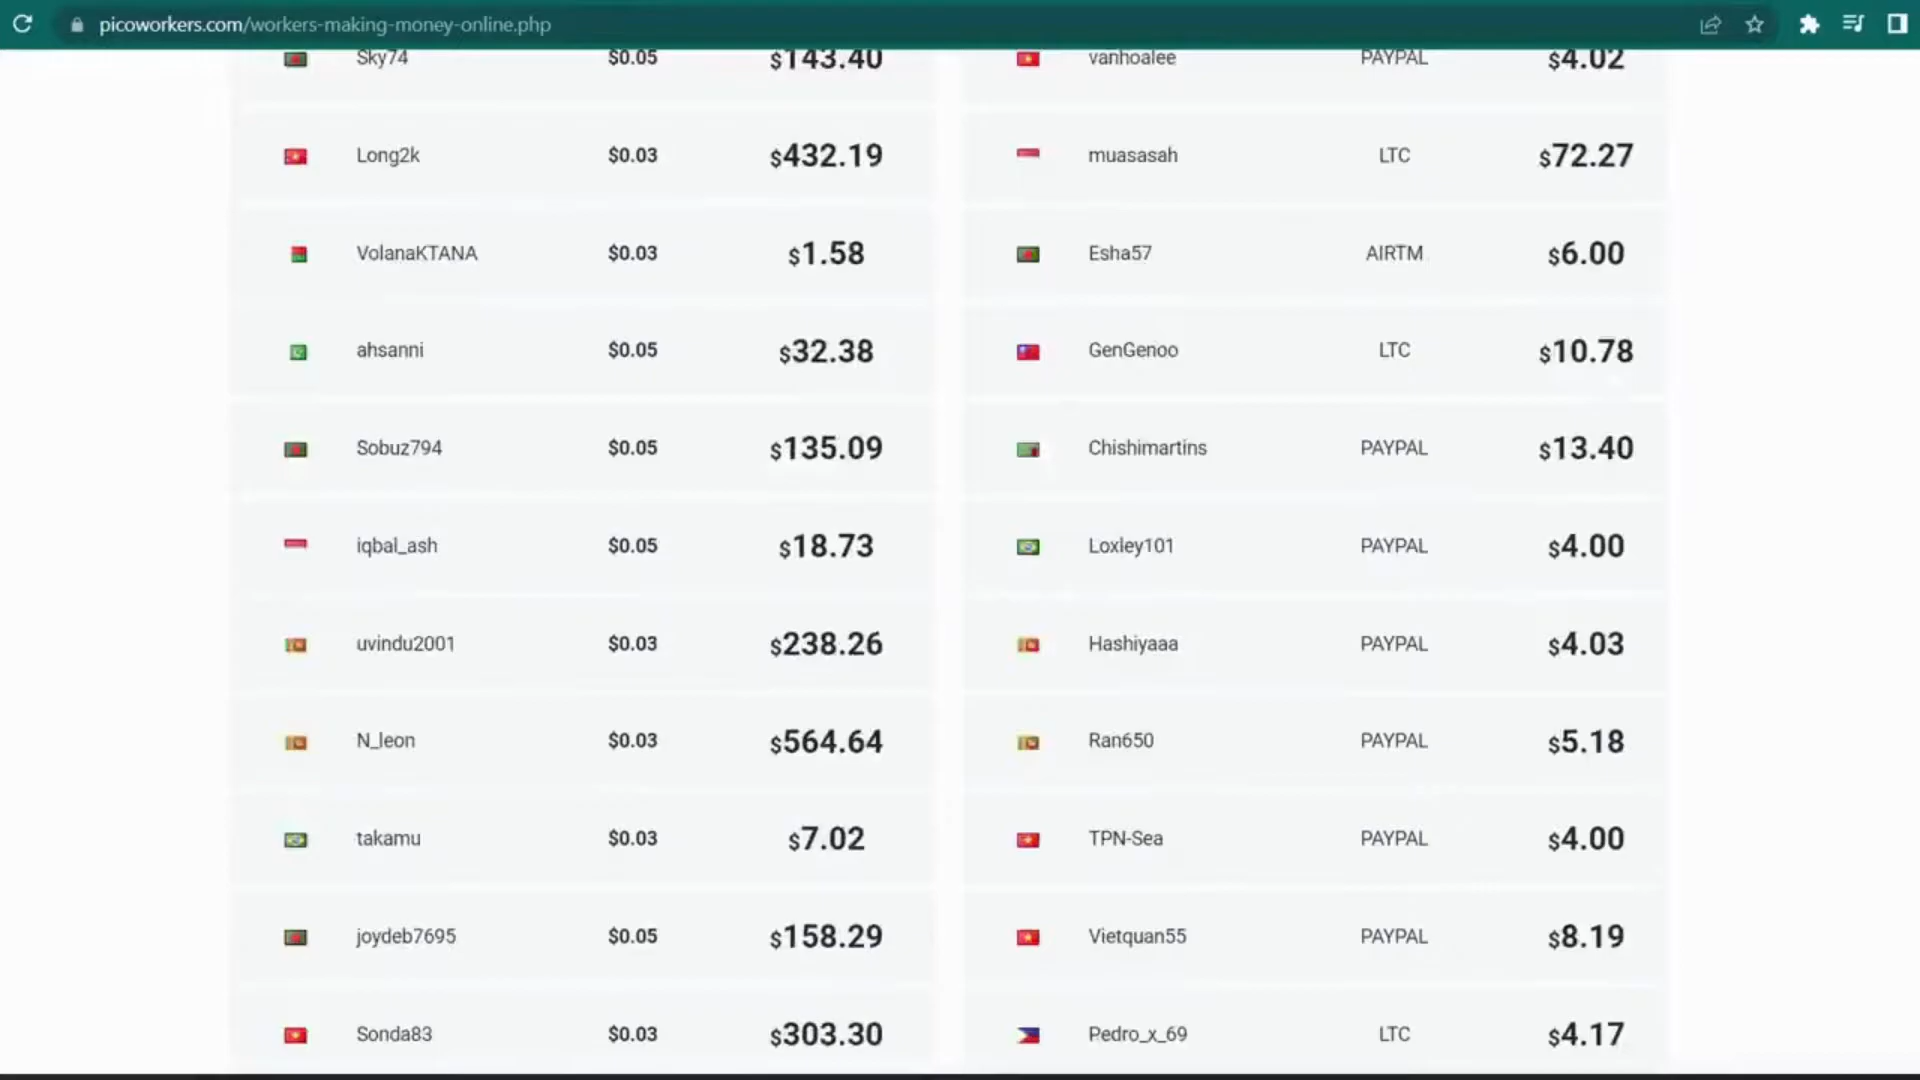 picoworkers.com/workers-making-money-online.php
Sky74 $0.05 $143.40
Long2k $0.03 $432.19
VolanaKTANA $0.03 $1.58
ahsanni $0.05 $32.38
Sobuz794 $0.05 $135.09
iqbal_ash $0.05 $18.73
uvindu2001 $0.03 $238.26
N_leon $0.03 $564.64
takamu $0.03 $7.02
joydeb7695 $0.05 $158.29
Sonda83 $0.03 $303.30
vanhoalee PAYPAL $4.02
muasasah LTC $72.27
Esha57 AIRTM $6.00
GenGenoo LTC $10.78
Chishimartins PAYPAL $13.40
Loxley101 PAYPAL $4.00
Hashiyaaa PAYPAL $4.03
Ran650 PAYPAL $5.18
TPN-Sea PAYPAL $4.00
Vietquan55 PAYPAL $8.19
Pedro_x_69 LTC $4.17